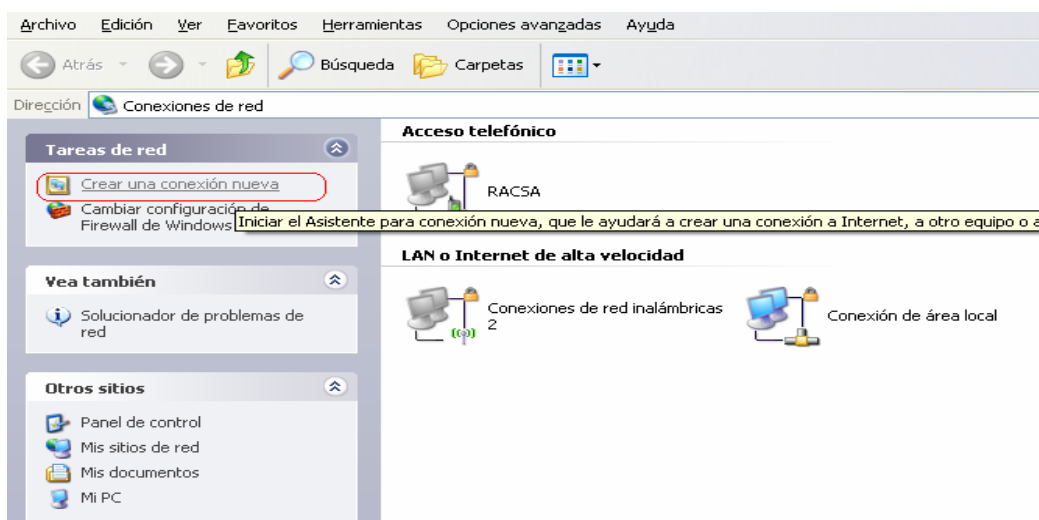 Archivo Edición Ver Favoritos Herramientas Opciones avanzadas Ayuda
Atrás Búsqueda Carpetas
Dirección Conexiones de red
Tareas de red
Crear una conexión nueva
Cambiar configuración de
Firewall de Windows
Iniciar el Asistente para conexión nueva, que le ayudará a crear una conexión a Internet, a otro equipo o a
Vea también
Solucionador de problemas de
red
Otros sitios
Panel de control
Mis sitios de red
Mis documentos
Mi PC
Acceso telefónico
RACSA
LAN o Internet de alta velocidad
Conexiones de red inalámbricas
2
Conexión de área local